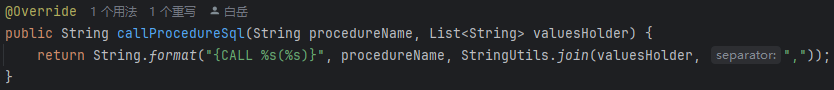 @Override 1 个用法 1 个重写 白岳
public String callProcedureSql(String procedureName, List<String> valuesHolder) {
return String.format("{CALL %s(%s)}", procedureName, StringUtils.join(valuesHolder, separator: ","));
}